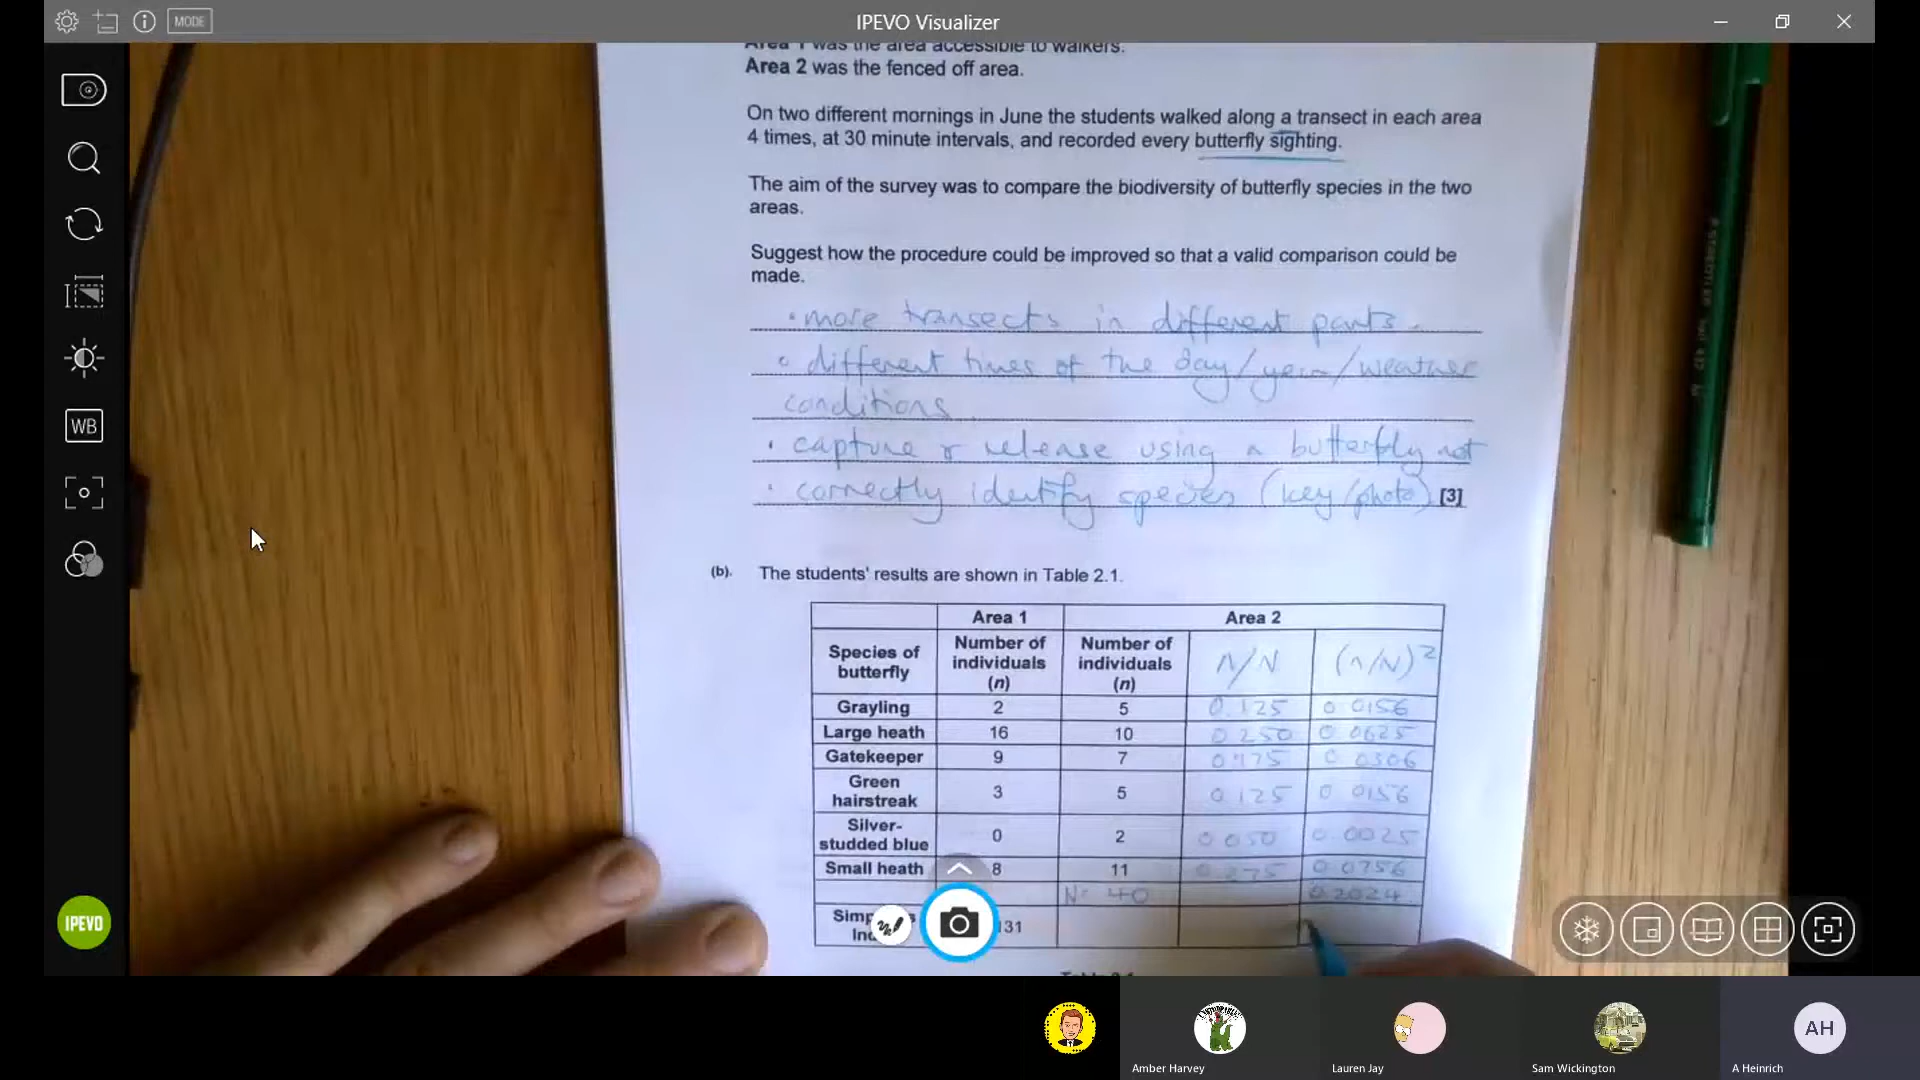 MODE
IPEVO Visualizer
Area 1 was the area accessible to walkers.
Area 2 was the fenced off area.
On two different mornings in June the students walked along a transect in each area
4 times, at 30 minute intervals, and recorded every butterfly sighting.
The aim of the survey was to compare the biodiversity of butterfly species in the two
areas.
Suggest how the procedure could be improved so that a valid comparison could be
made.
• more transects in different parts.
• different times of the day/year/weather
conditions.
• capture & release using a butterfly net
• correctly identify species (key/photo) [3]
(b). The students' results are shown in Table 2.1.
Area 1 Area 2
Species of butterfly Number of individuals (n) Number of individuals (n) n/N (n/N)²
Grayling 2 5 0.125 0.0156
Large heath 16 10 0.250 0.0625
Gatekeeper 9 7 0.175 0.0306
Green hairstreak 3 5 0.125 0.0156
Silver-studded blue 0 2 0.050 0.0025
Small heath 8 11 0.275 0.0756
N= 40 0.2024
131
WB
IPEVO
AH
Amber Harvey
Lauren Jay
Sam Wickington
A Heinrich